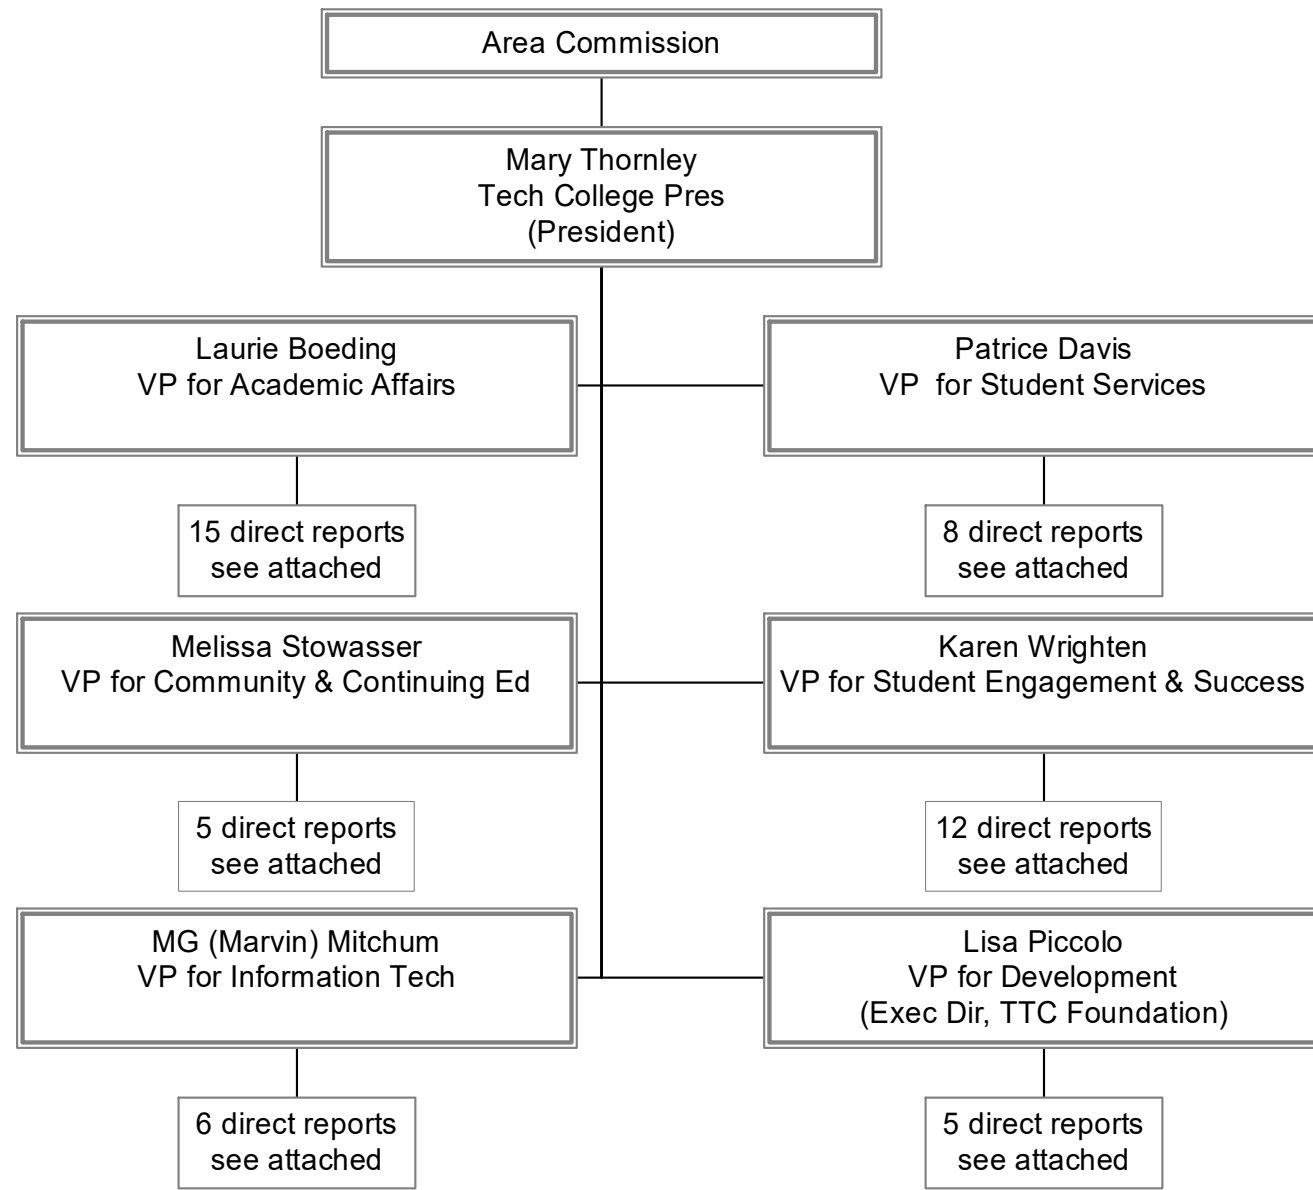 Area Commission
Mary Thornley
Tech College Pres
(President)
Laurie Boeding
VP for Academic Affairs
Patrice Davis
VP  for Student Services
15 direct reports
see attached
8 direct reports
see attached
Melissa Stowasser
VP for Community & Continuing Ed
Karen Wrighten
VP for Student Engagement & Success
5 direct reports
see attached
12 direct reports
see attached
MG (Marvin) Mitchum
VP for Information Tech
Lisa Piccolo
VP for Development
(Exec Dir, TTC Foundation)
6 direct reports
see attached
5 direct reports
see attached